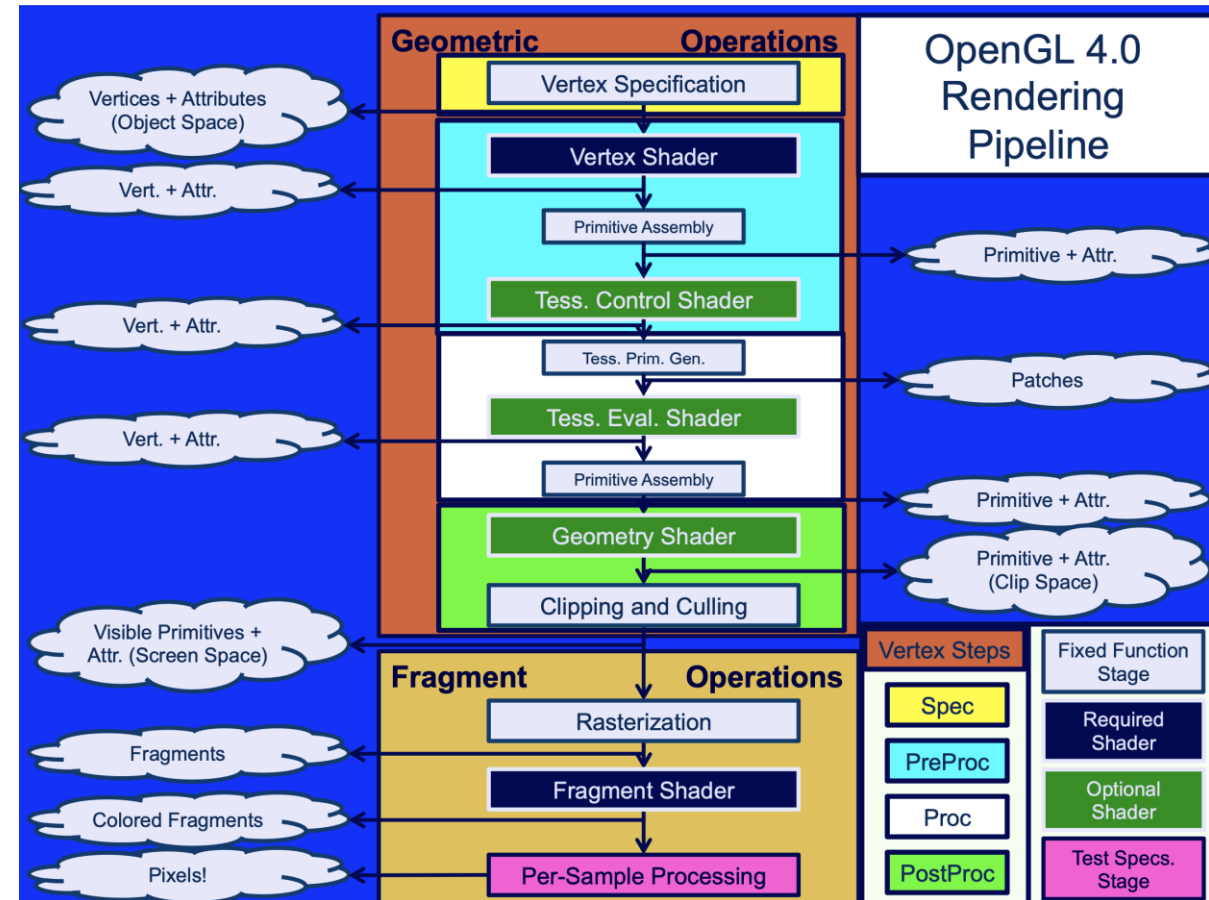 Geometric Operations
OpenGL 4.0
Rendering
Pipeline
Vertex Specification
Vertices + Attributes
(Object Space)
Vertex Shader
Vert. + Attr.
Primitive Assembly
Primitive + Attr.
Tess. Control Shader
Vert. + Attr.
Tess. Prim. Gen.
Patches
Tess. Eval. Shader
Vert. + Attr.
Primitive Assembly
Primitive + Attr.
Geometry Shader
Primitive + Attr.
(Clip Space)
Clipping and Culling
Visible Primitives +
Attr. (Screen Space)
Fragment Operations
Rasterization
Fragments
Fragment Shader
Colored Fragments
Per-Sample Processing
Pixels!
Vertex Steps
Spec
PreProc
Proc
PostProc
Fixed Function
Stage
Required
Shader
Optional
Shader
Test Specs.
Stage